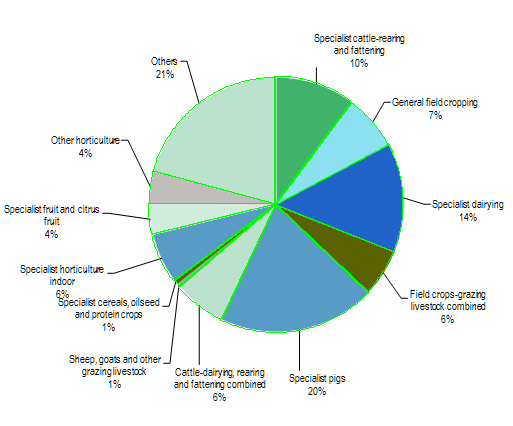 Specialist cattle-rearing
and fattening
10%
General field cropping
7%
Specialist dairying
14%
Field crops-grazing
livestock combined
6%
Specialist pigs
20%
Cattle-dairying, rearing
and fattening combined
6%
Sheep, goats and other
grazing livestock
1%
Specialist cereals, oilseed
and protein crops
1%
Specialist horticulture
indoor
6%
Specialist fruit and citrus
fruit
4%
Other horticulture
4%
Others
21%